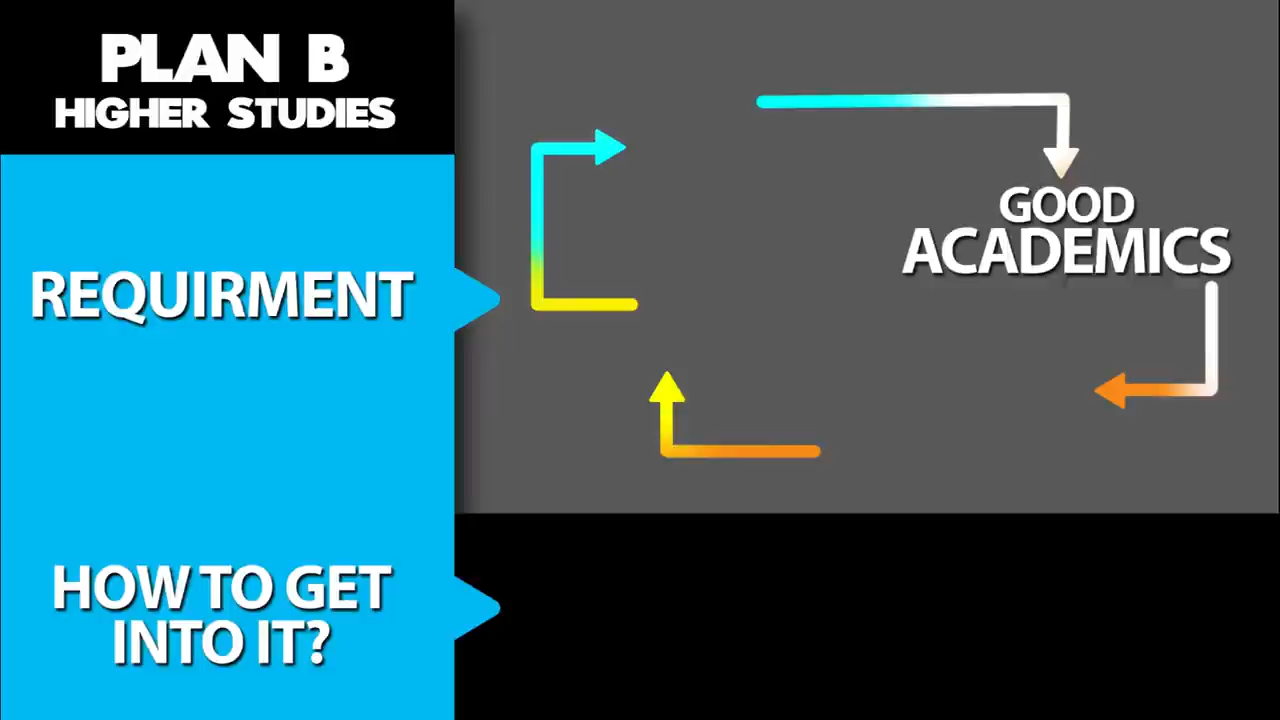 PLAN B
HIGHER STUDIES
REQUIRMENT
GOOD
ACADEMICS
HOW TO GET
INTO IT?